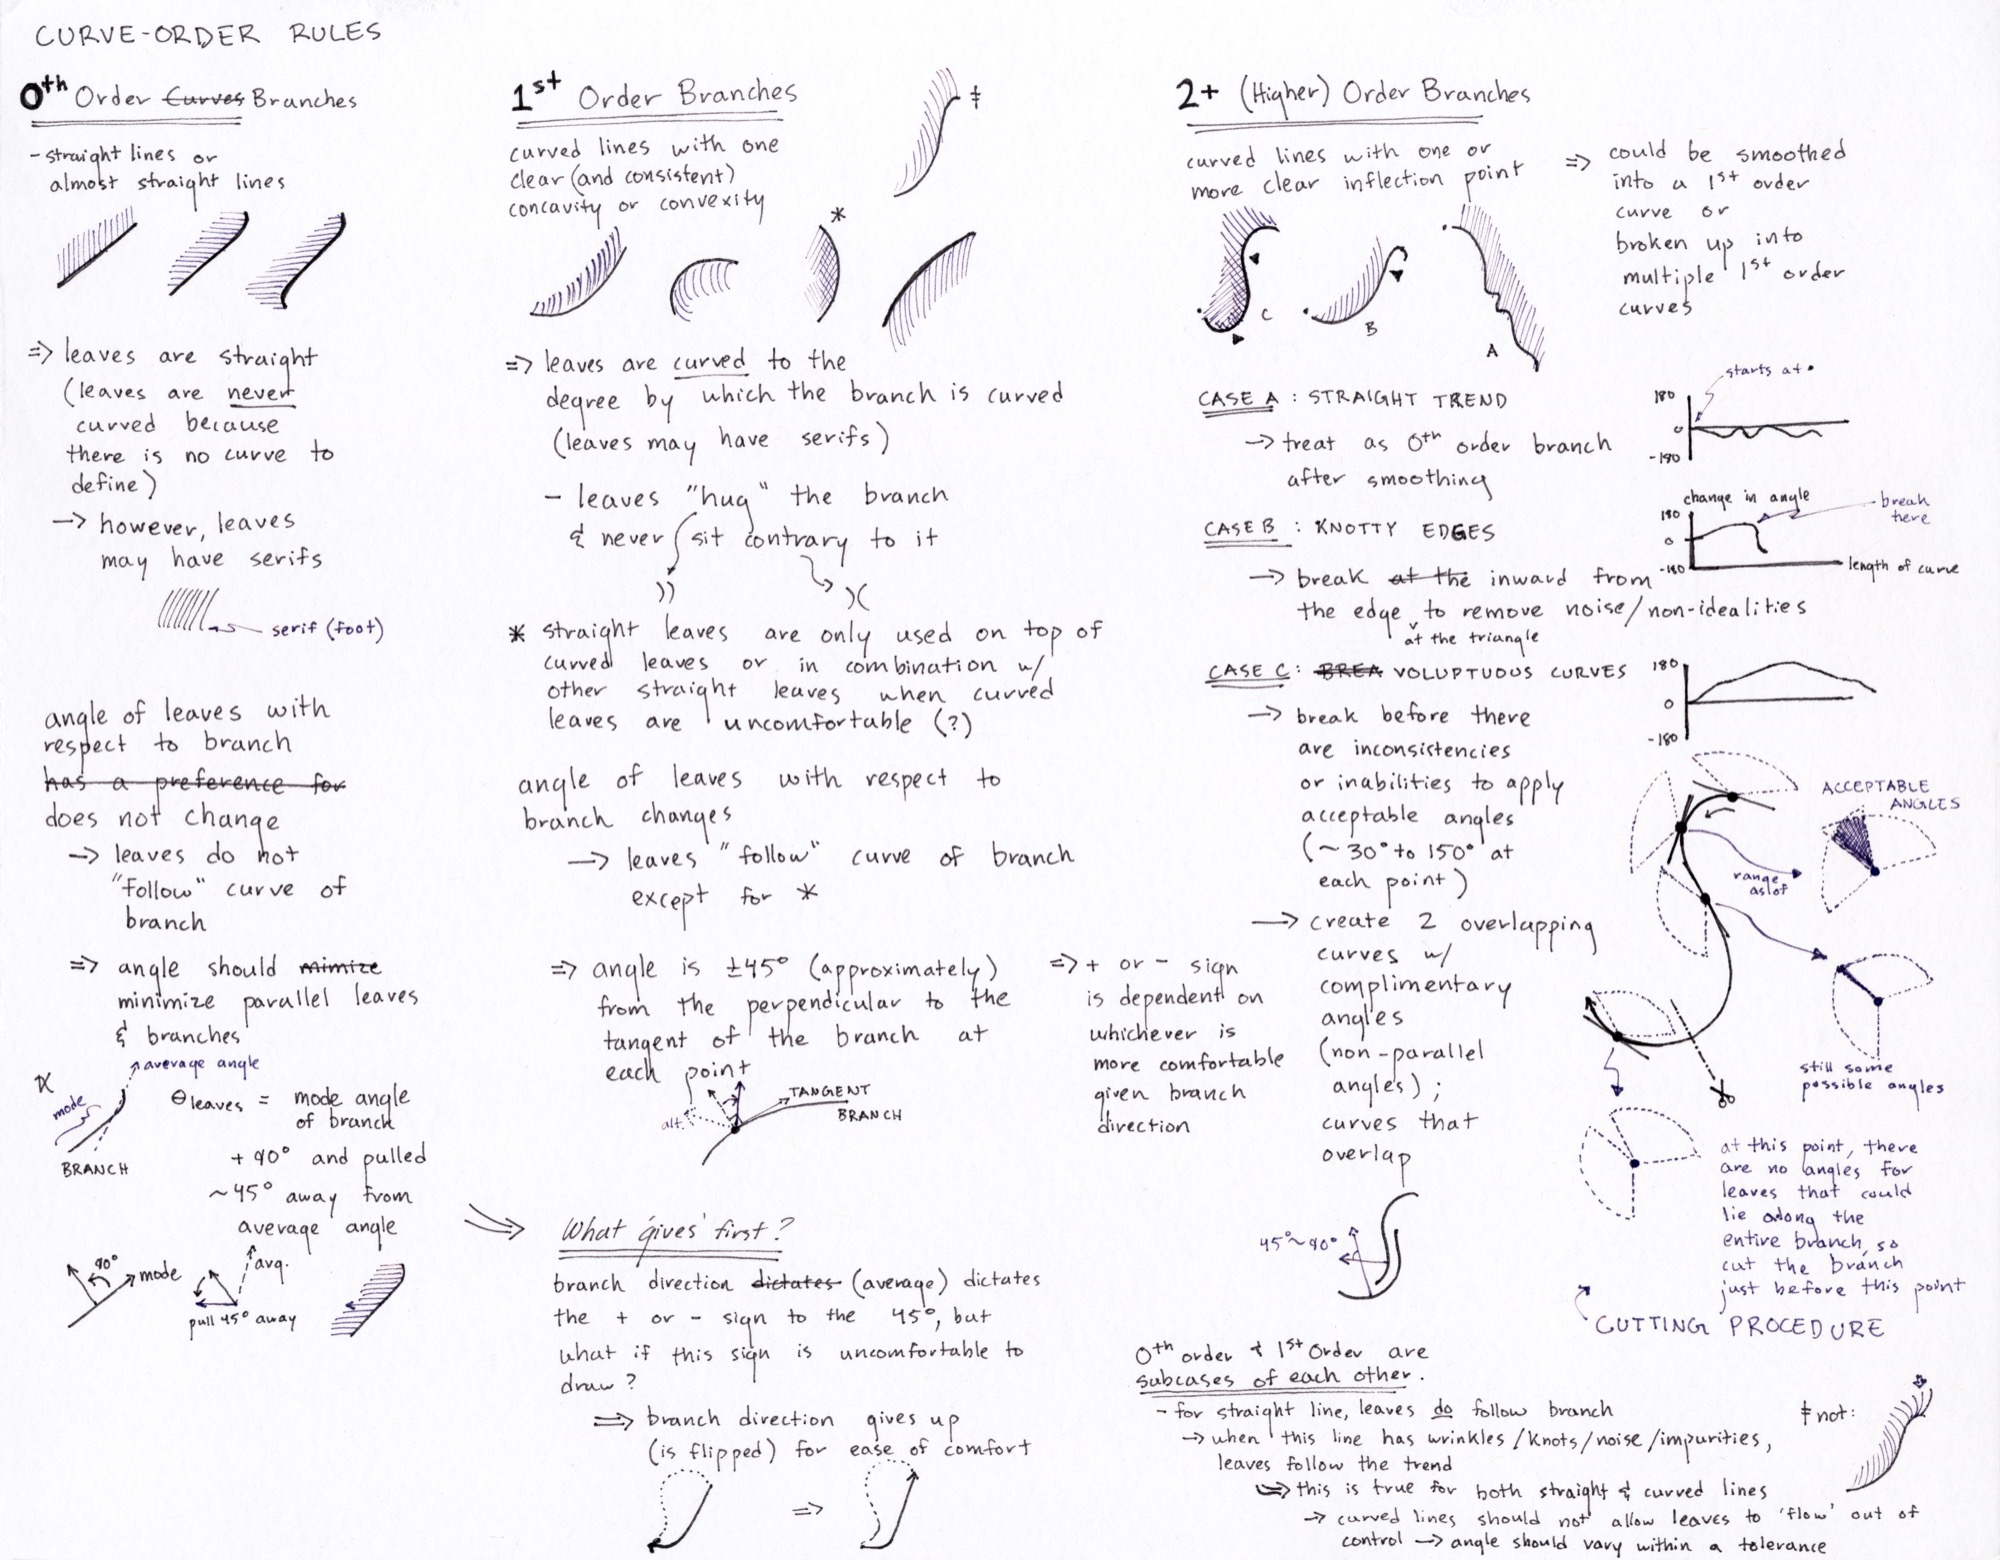 CURVE-ORDER RULES
0th Order Curves Branches
- straight lines or
almost straight lines
=> leaves are straight
(leaves are never
curved because
there is no curve to
define)
-> however, leaves
may have serifs
serif (foot)
angle of leaves with
respect to branch
has a preference for
does not change
-> leaves do not
"follow" curve of
branch
=> angle should mimize
minimize parallel leaves
& branches
average angle
mode
BRANCH
θleaves = mode angle
of branch
+ 90° and pulled
~45° away from
average angle
90°
mode
avg.
pull 45° away
1st Order Branches
‡
curved lines with one
clear (and consistent)
concavity or convexity
*
=> leaves are curved to the
degree by which the branch is curved
(leaves may have serifs)
- leaves "hug" the branch
& never sit contrary to it
)) )(
* straight leaves are only used on top of
curved leaves or in combination w/
other straight leaves when curved
leaves are uncomfortable (?)
angle of leaves with respect to
branch changes
-> leaves "follow" curve of branch
except for *
=> angle is ±45° (approximately)
from the perpendicular to the
tangent of the branch at
each point
alt.
TANGENT
BRANCH
=> + or - sign
is dependent on
whichever is
more comfortable
given branch
direction
What 'gives' first?
branch direction dictates (average) dictates
the + or - sign to the 45°, but
what if this sign is uncomfortable to
draw?
=> branch direction gives up
(is flipped) for ease of comfort
=>
2+ (Higher) Order Branches
curved lines with one or
more clear inflection point
=> could be smoothed
into a 1st order
curve or
broken up into
multiple 1st order
curves
C
B
A
CASE A : STRAIGHT TREND
-> treat as 0th order branch
after smoothing
starts at •
180
0
-180
CASE B : KNOTTY EDGES
-> break at the inward from
the edge to remove noise/non-idealities
at the triangle
change in angle
break
here
180
0
-180
length of curve
CASE C : BREA VOLUPTUOUS CURVES
-> break before there
are inconsistencies
or inabilities to apply
acceptable angles
(~30° to 150° at
each point)
-> create 2 overlapping
curves w/
complimentary
angles
(non-parallel
angles) ;
curves that
overlap
45°~90°
180
0
-180
ACCEPTABLE
ANGLES
range
as of
still some
possible angles
at this point, there
are no angles for
leaves that could
lie along the
entire branch, so
cut the branch
just before this point
CUTTING PROCEDURE
0th order & 1st Order are
subcases of each other.
- for straight line, leaves do follow branch
-> when this line has wrinkles/knots/noise/impurities,
leaves follow the trend
=> this is true for both straight & curved lines
-> curved lines should not allow leaves to 'flow' out of
control -> angle should vary within a tolerance
‡ not: